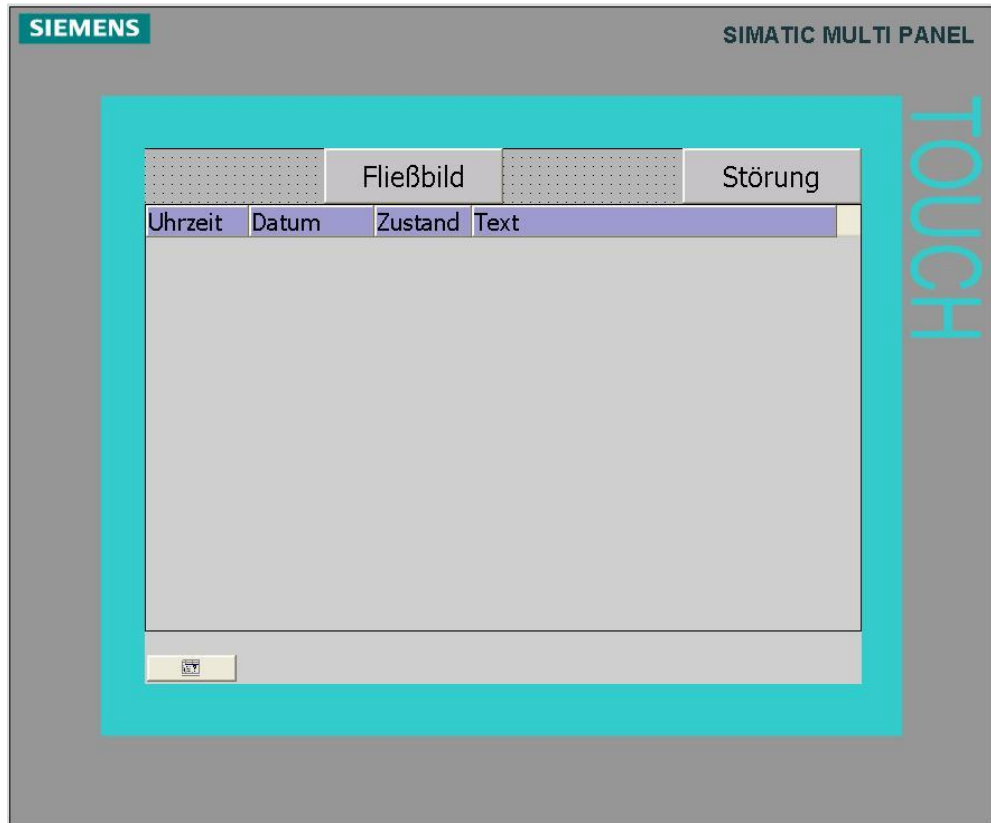 SIEMENS
SIMATIC MULTI PANEL
TOUCH
Fließbild Störung
Uhrzeit Datum Zustand Text